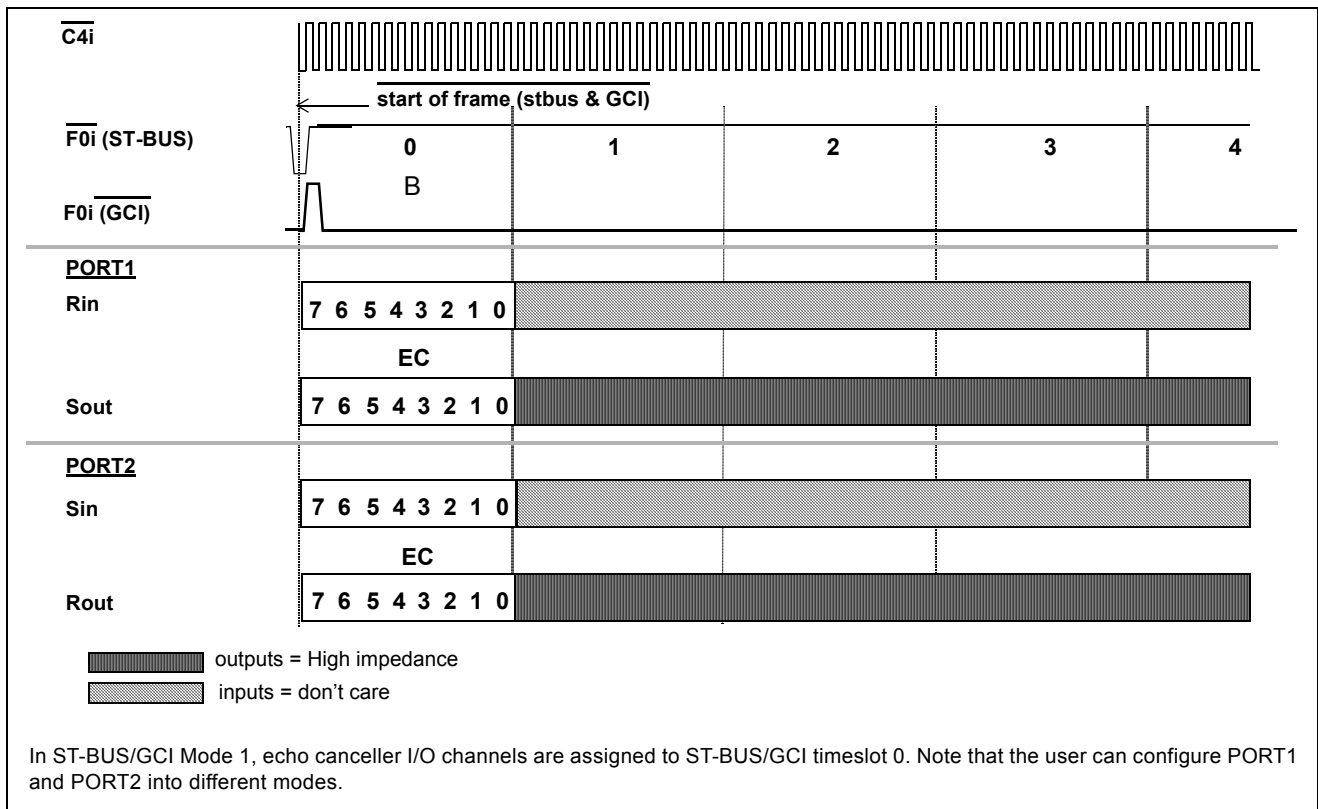 C4i
start of frame (stbus & GCI)
F0i (ST-BUS)
0 1 2 3 4
B
F0i (GCI)
PORT1
Rin
7 6 5 4 3 2 1 0
EC
Sout
7 6 5 4 3 2 1 0
PORT2
Sin
7 6 5 4 3 2 1 0
EC
Rout
7 6 5 4 3 2 1 0
outputs = High impedance
inputs = don't care
In ST-BUS/GCI Mode 1, echo canceller I/O channels are assigned to ST-BUS/GCI timeslot 0. Note that the user can configure PORT1
and PORT2 into different modes.